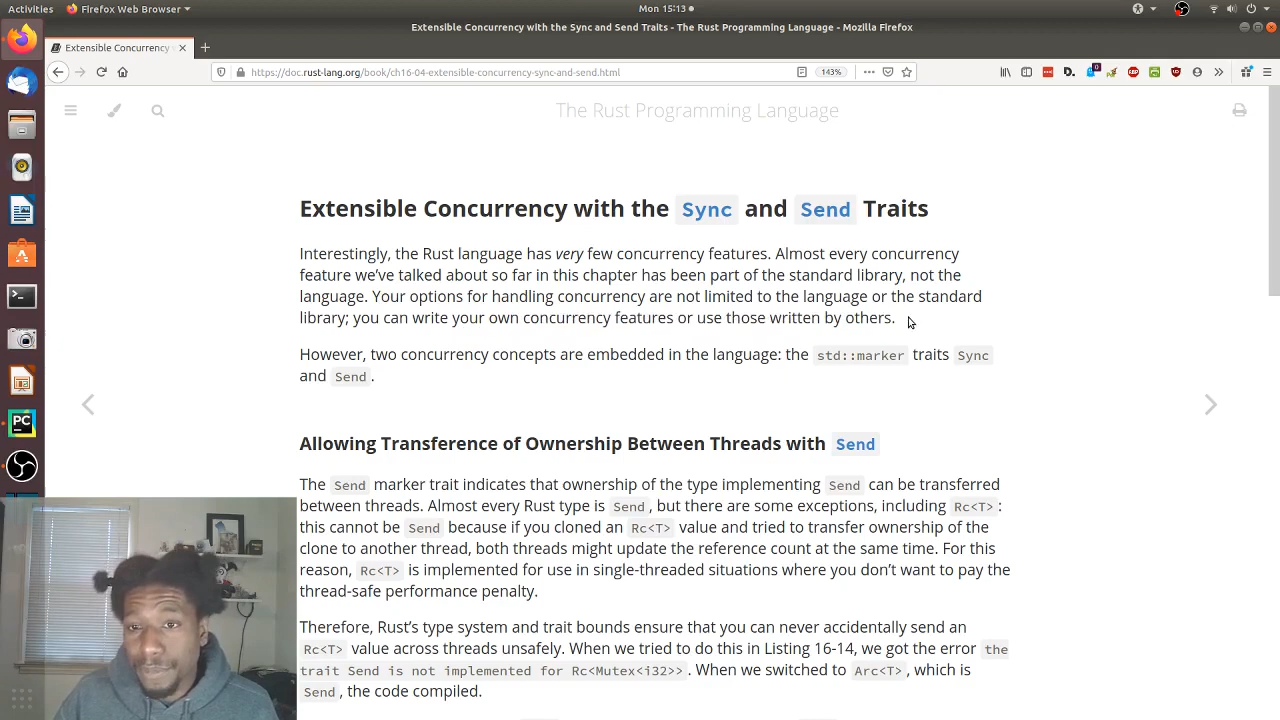 Activities Firefox Web Browser Mon 15:13
Extensible Concurrency with the Sync and Send Traits - The Rust Programming Language - Mozilla Firefox
Extensible Concurrency
https://doc.rust-lang.org/book/ch16-04-extensible-concurrency-sync-and-send.html 143%
The Rust Programming Language
Extensible Concurrency with the Sync and Send Traits
Interestingly, the Rust language has very few concurrency features. Almost every concurrency
feature we’ve talked about so far in this chapter has been part of the standard library, not the
language. Your options for handling concurrency are not limited to the language or the standard
library; you can write your own concurrency features or use those written by others.
However, two concurrency concepts are embedded in the language: the std::marker traits Sync
and Send.
Allowing Transference of Ownership Between Threads with Send
The Send marker trait indicates that ownership of the type implementing Send can be transferred
between threads. Almost every Rust type is Send, but there are some exceptions, including Rc<T>:
this cannot be Send because if you cloned an Rc<T> value and tried to transfer ownership of the
clone to another thread, both threads might update the reference count at the same time. For this
reason, Rc<T> is implemented for use in single-threaded situations where you don’t want to pay the
thread-safe performance penalty.
Therefore, Rust’s type system and trait bounds ensure that you can never accidentally send an
Rc<T> value across threads unsafely. When we tried to do this in Listing 16-14, we got the error the
trait Send is not implemented for Rc<Mutex<i32>>. When we switched to Arc<T>, which is
Send, the code compiled.